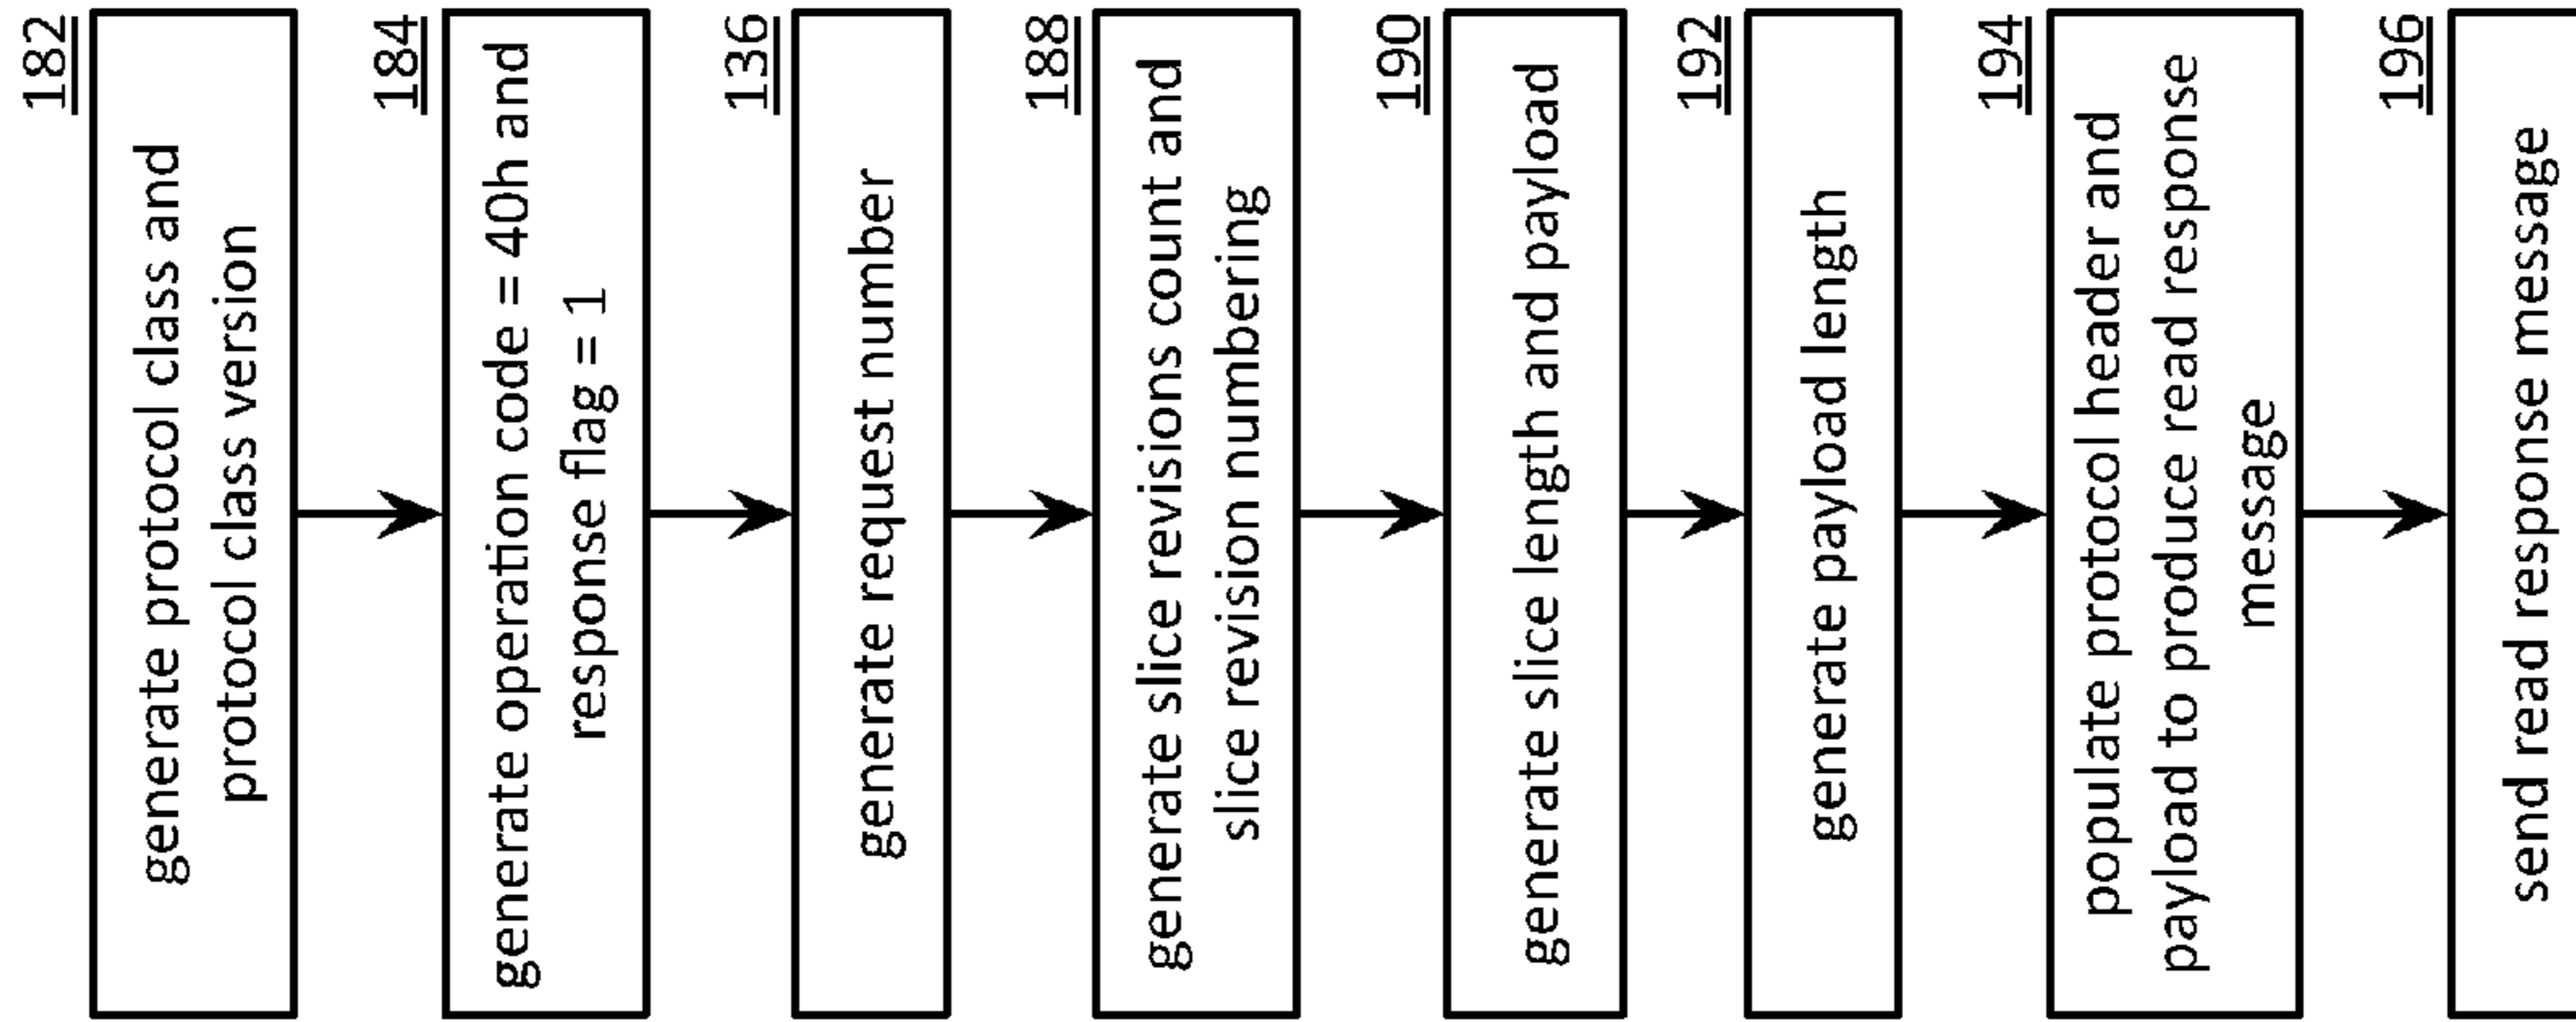 182
generate protocol class and
protocol class version
184
generate operation code = 40h and
response flag = 1
136
generate request number
188
generate slice revisions count and
slice revision numbering
190
generate slice length and payload
192
generate payload length
194
populate protocol header and
payload to produce read response
message
196
send read response message